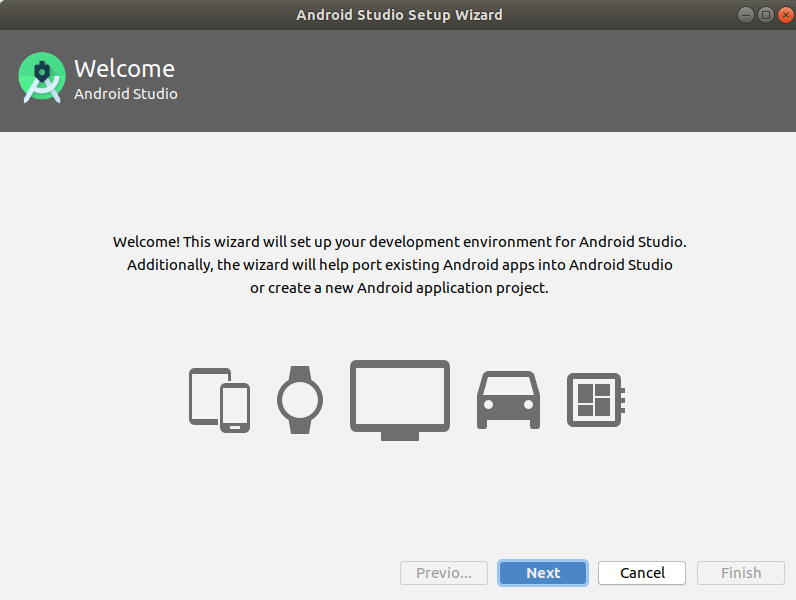 Android Studio Setup Wizard
Welcome
Android Studio
Welcome! This wizard will set up your development environment for Android Studio.
Additionally, the wizard will help port existing Android apps into Android Studio
or create a new Android application project.
Previo... Next Cancel Finish